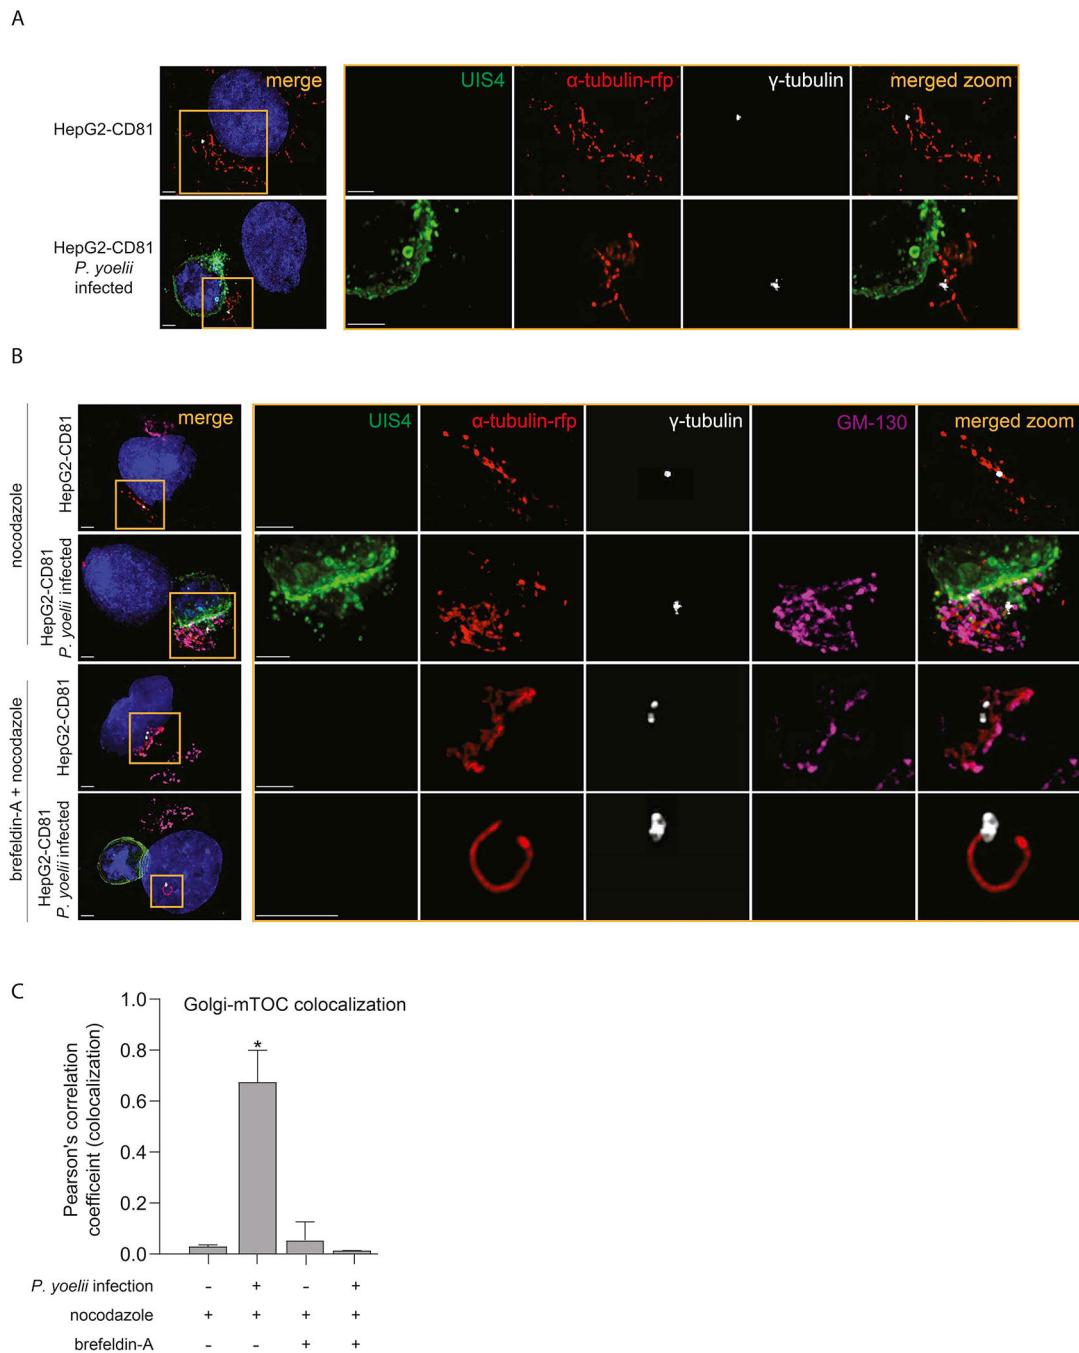 A
merge
UIS4
α-tubulin-rfp
γ-tubulin
merged zoom
HepG2-CD81
HepG2-CD81
P. yoelii
infected
B
nocodazole
brefeldin-A + nocodazole
HepG2-CD81
HepG2-CD81
P. yoelii infected
HepG2-CD81
HepG2-CD81
P. yoelii infected
merge
UIS4
α-tubulin-rfp
γ-tubulin
GM-130
merged zoom
C
Golgi-mTOC colocalization
Pearson's correlation
coefficeint (colocalization)
1.0
0.8
0.6
0.4
0.2
0.0
*
P. yoelii infection - + - +
nocodazole + + + +
brefeldin-A - - + +